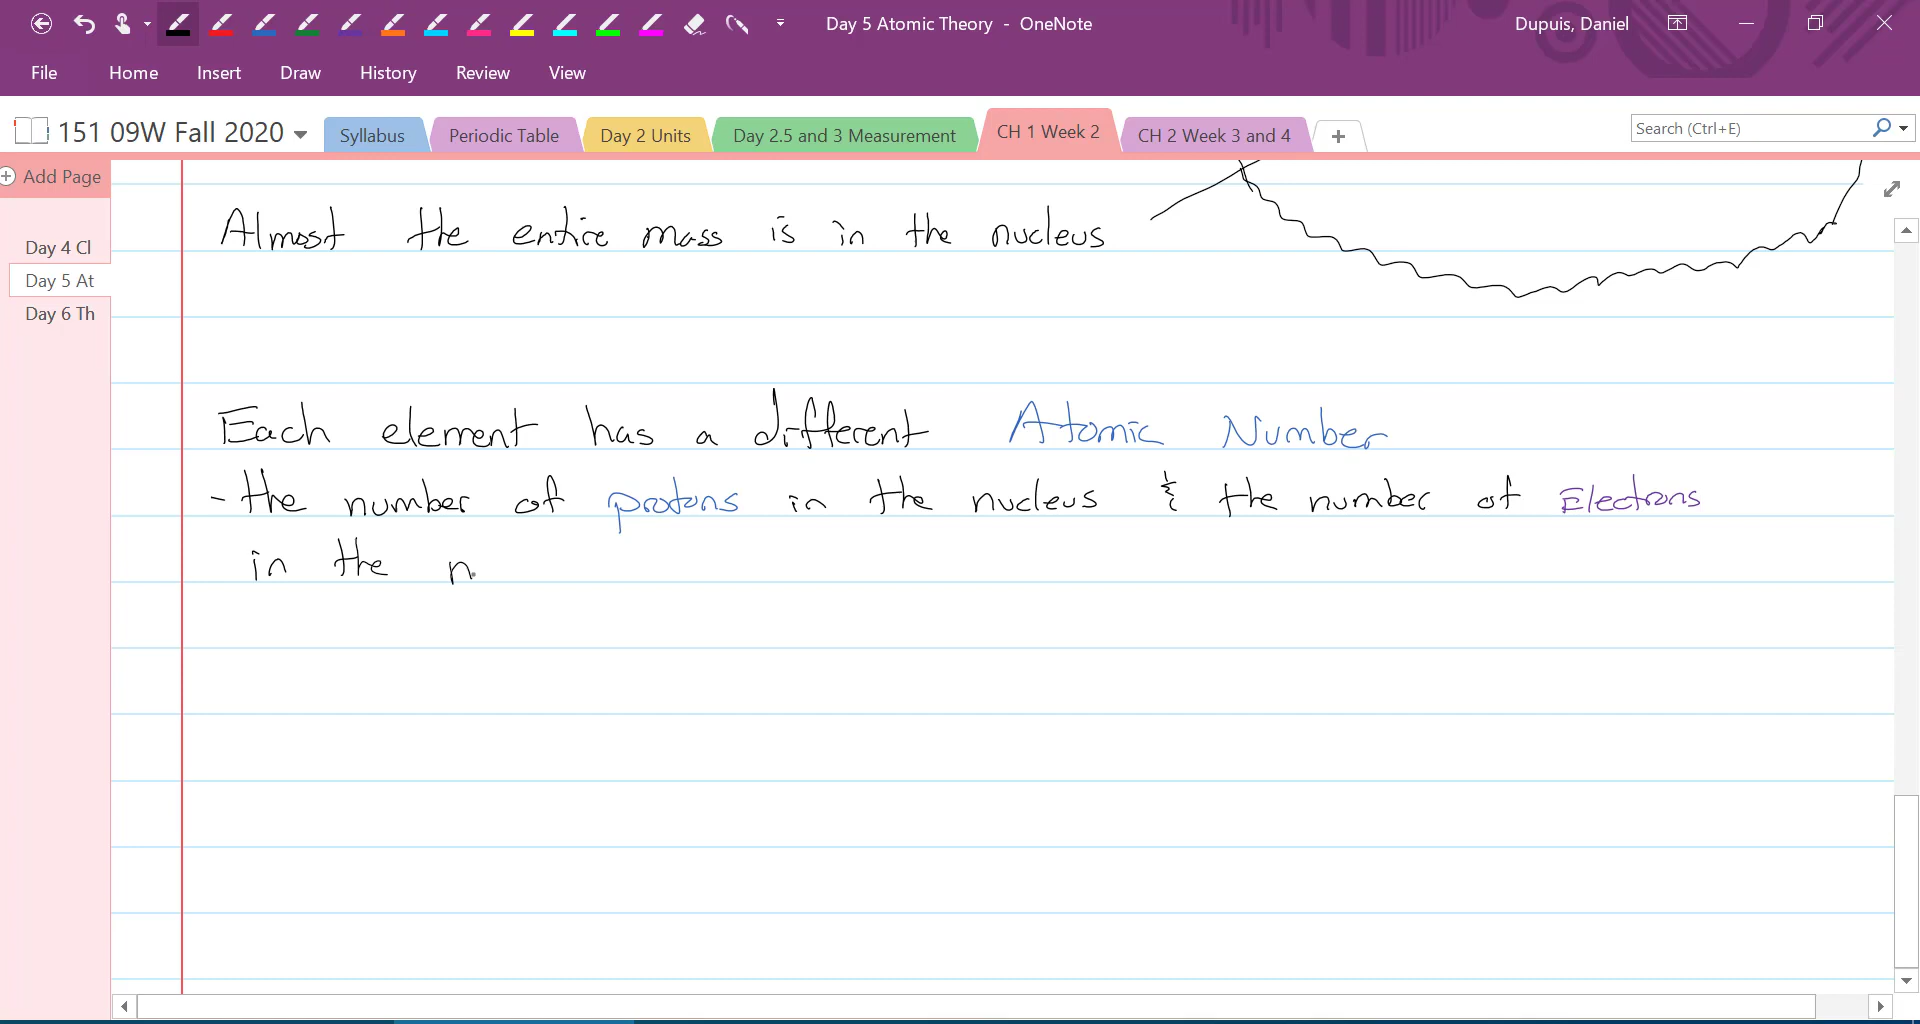 Day 5 Atomic Theory - OneNote
Dupuis, Daniel
File Home Insert Draw History Review View
151 09W Fall 2020
Syllabus Periodic Table Day 2 Units Day 2.5 and 3 Measurement CH 1 Week 2 CH 2 Week 3 and 4 +
Search (Ctrl+E)
Add Page
Day 4 Cl
Day 5 At
Day 6 Th
Almost the entire mass is in the nucleus
Each element has a different Atomic Number
- the number of protons in the nucleus & the number of Electrons
in the n